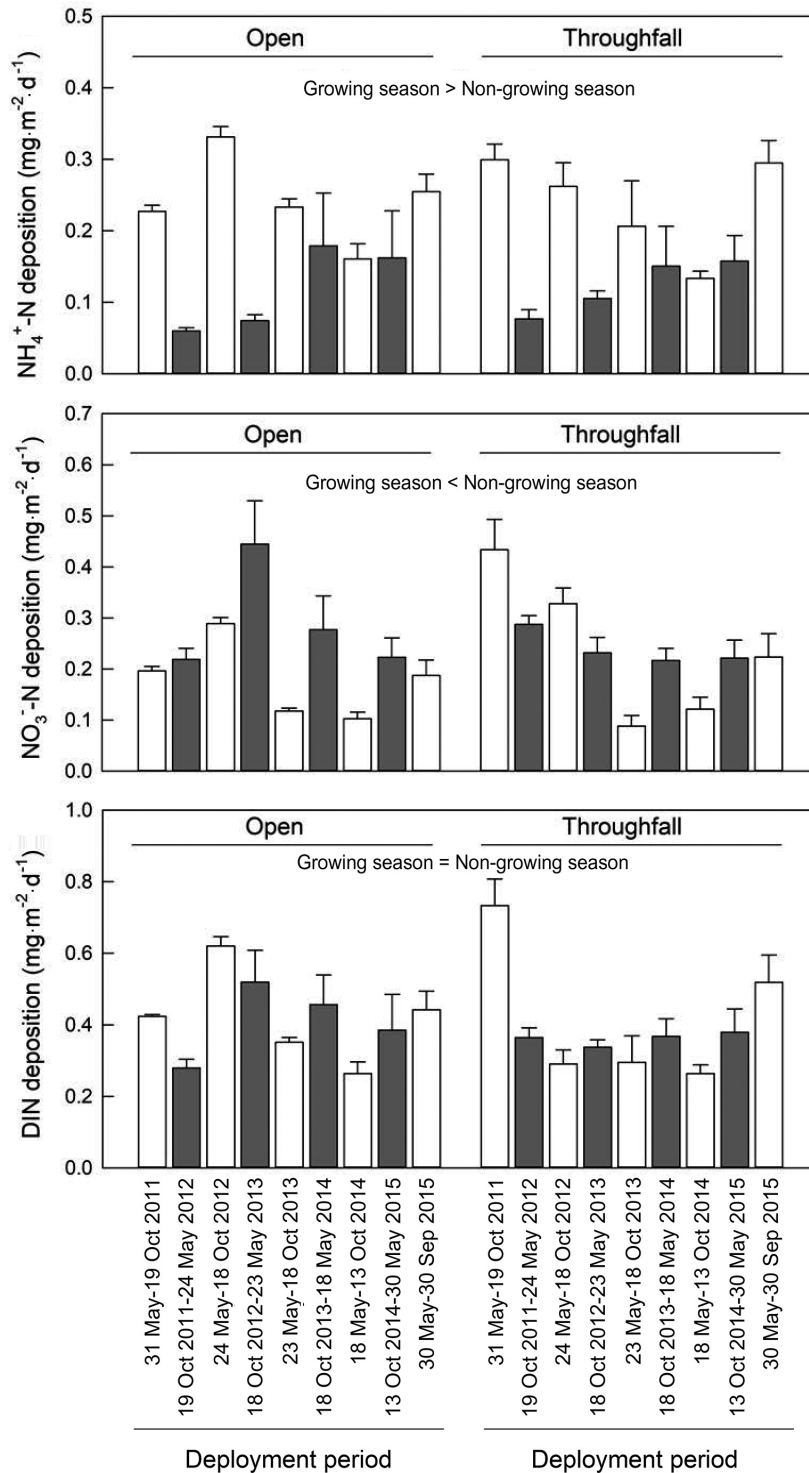 NH₄⁺-N deposition (mg·m⁻²·d⁻¹)
0.5
0.4
0.3
0.2
0.1
0.0
Open
Throughfall
Growing season > Non-growing season
NO₃⁻-N deposition (mg·m⁻²·d⁻¹)
0.7
0.6
0.5
0.4
0.3
0.2
0.1
0.0
Open
Throughfall
Growing season < Non-growing season
DIN deposition (mg·m⁻²·d⁻¹)
1.0
0.8
0.6
0.4
0.2
0.0
Open
Throughfall
Growing season = Non-growing season
31 May-19 Oct 2011
19 Oct 2011-24 May 2012
24 May-18 Oct 2012
18 Oct 2012-23 May 2013
23 May-18 Oct 2013
18 Oct 2013-18 May 2014
18 May-13 Oct 2014
13 Oct 2014-30 May 2015
30 May-30 Sep 2015
31 May-19 Oct 2011
19 Oct 2011-24 May 2012
24 May-18 Oct 2012
18 Oct 2012-23 May 2013
23 May-18 Oct 2013
18 Oct 2013-18 May 2014
18 May-13 Oct 2014
13 Oct 2014-30 May 2015
30 May-30 Sep 2015
Deployment period
Deployment period